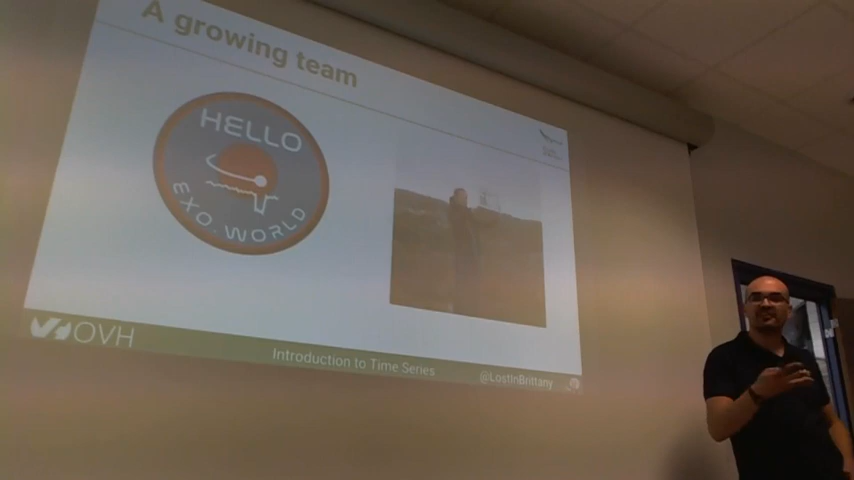 A growing team
HELLO
EXO.WORLD
OVH
Introduction to Time Series
@LostInBrittany